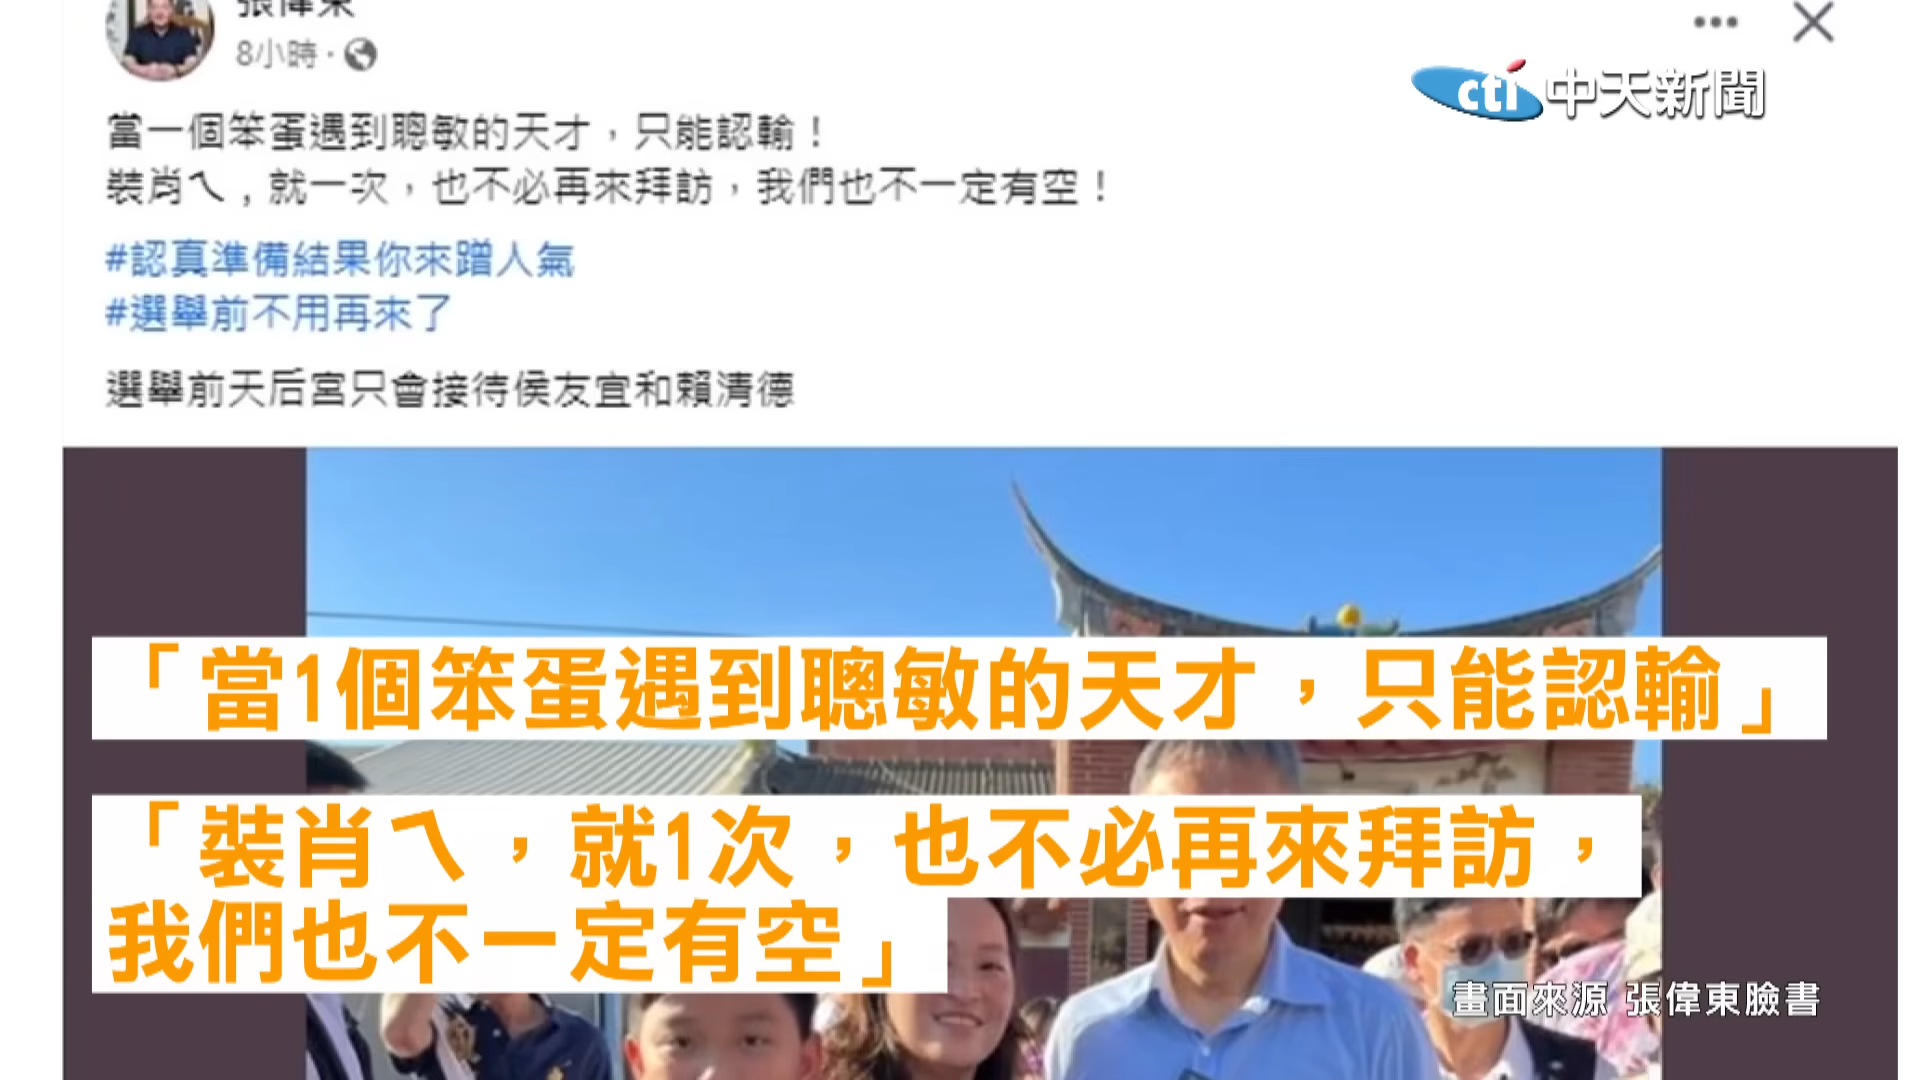 張偉東
8小時·
cti 中天新聞
當一個笨蛋遇到聰敏的天才，只能認輸！
裝肖ㄟ，就一次，也不必再來拜訪，我們也不一定有空！
#認真準備結果你來蹭人氣
#選舉前不用再來了
選舉前天后宮只會接待侯友宜和賴清德
「當1個笨蛋遇到聰敏的天才，只能認輸」
「裝肖ㄟ，就1次，也不必再來拜訪，
我們也不一定有空」
畫面來源 張偉東臉書